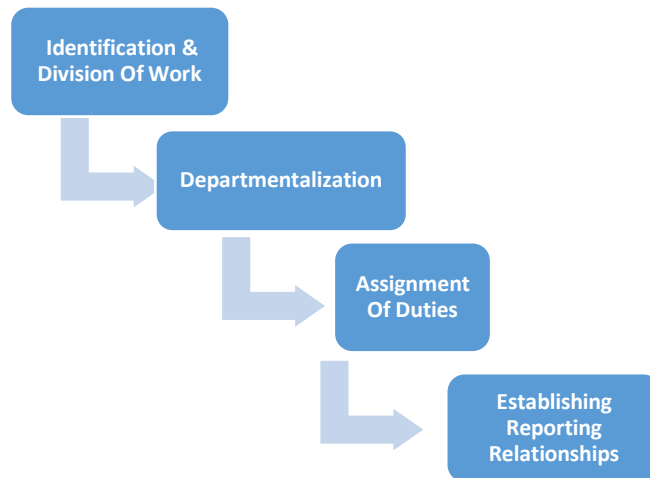 Identification &
Division Of Work
Departmentalization
Assignment
Of Duties
Establishing
Reporting
Relationships